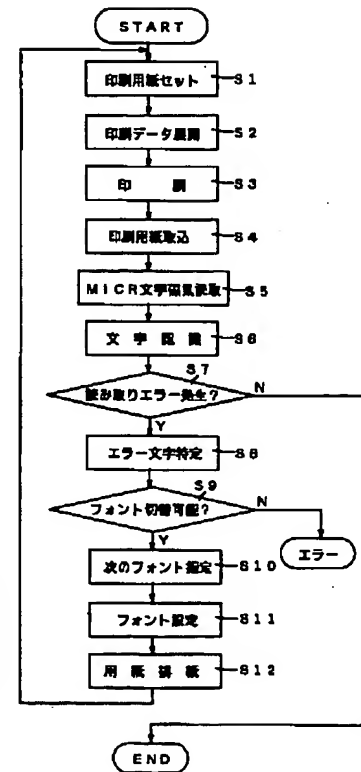 START
印刷用紙セット S1
印刷データ展開 S2
印 刷 S3
印刷用紙取込 S4
MICR文字磁気読取 S5
文 字 認 識 S6
S7
読み取りエラー発生? N
Y
エラー文字特定 S8
S9
フォント切替可能? N
Y
エラー
次のフォント指定 S10
フォント設定 S11
用 紙 排 紙 S12
END